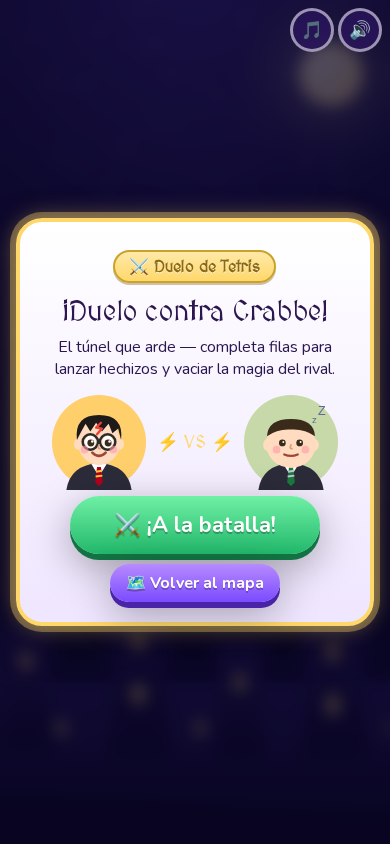 Duelo de Tetris
¡Duelo contra Crabbe!
El túnel que arde — completa filas para
lanzar hechizos y vaciar la magia del rival.
VS
z
Z
¡A la batalla!
Volver al mapa